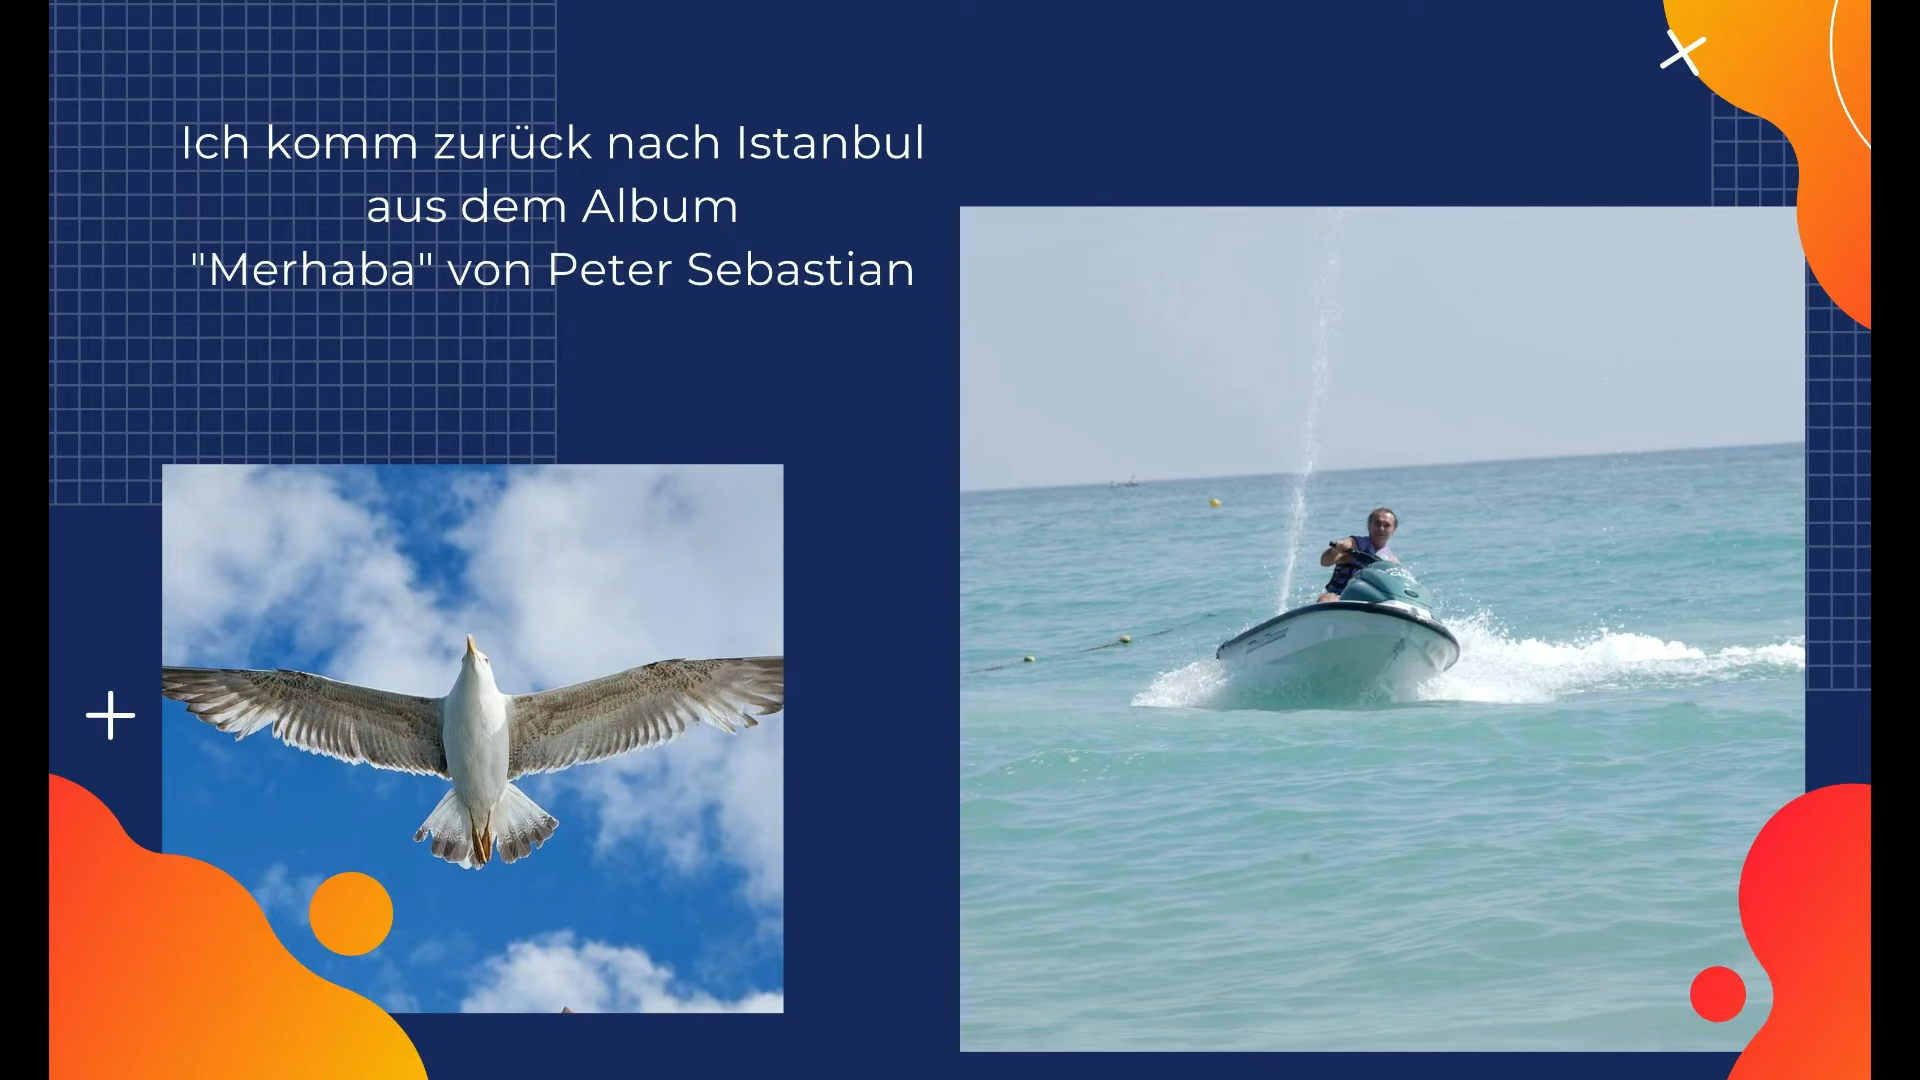 Ich komm zurück nach Istanbul
aus dem Album
"Merhaba" von Peter Sebastian